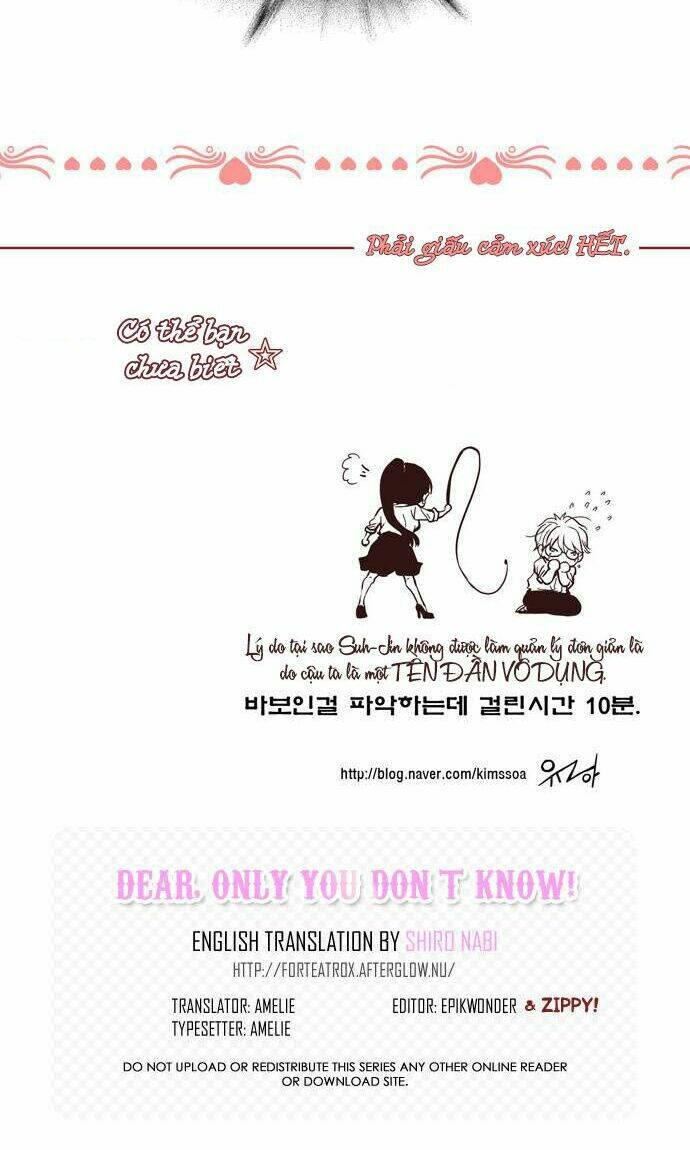 Phải giấu cảm xúc! HẾT.
Có thể bạn
chưa biết
Lý do tại sao Suh-Jin không được làm quản lý đơn giản là
do cậu ta là một TÊN ĐẦN VÔ DỤNG.
바보인걸 파악하는데 걸린시간 10분.
http://blog.naver.com/kimssoa 유현아
DEAR, ONLY YOU DON'T KNOW!
ENGLISH TRANSLATION BY SHIRO NABI
HTTP://FORTEATROX.AFTERGLOW.NU/
TRANSLATOR: AMELIE EDITOR: EPIKWONDER & ZIPPY!
TYPESETTER: AMELIE
DO NOT UPLOAD OR REDISTRIBUTE THIS SERIES ANY OTHER ONLINE READER
OR DOWNLOAD SITE.